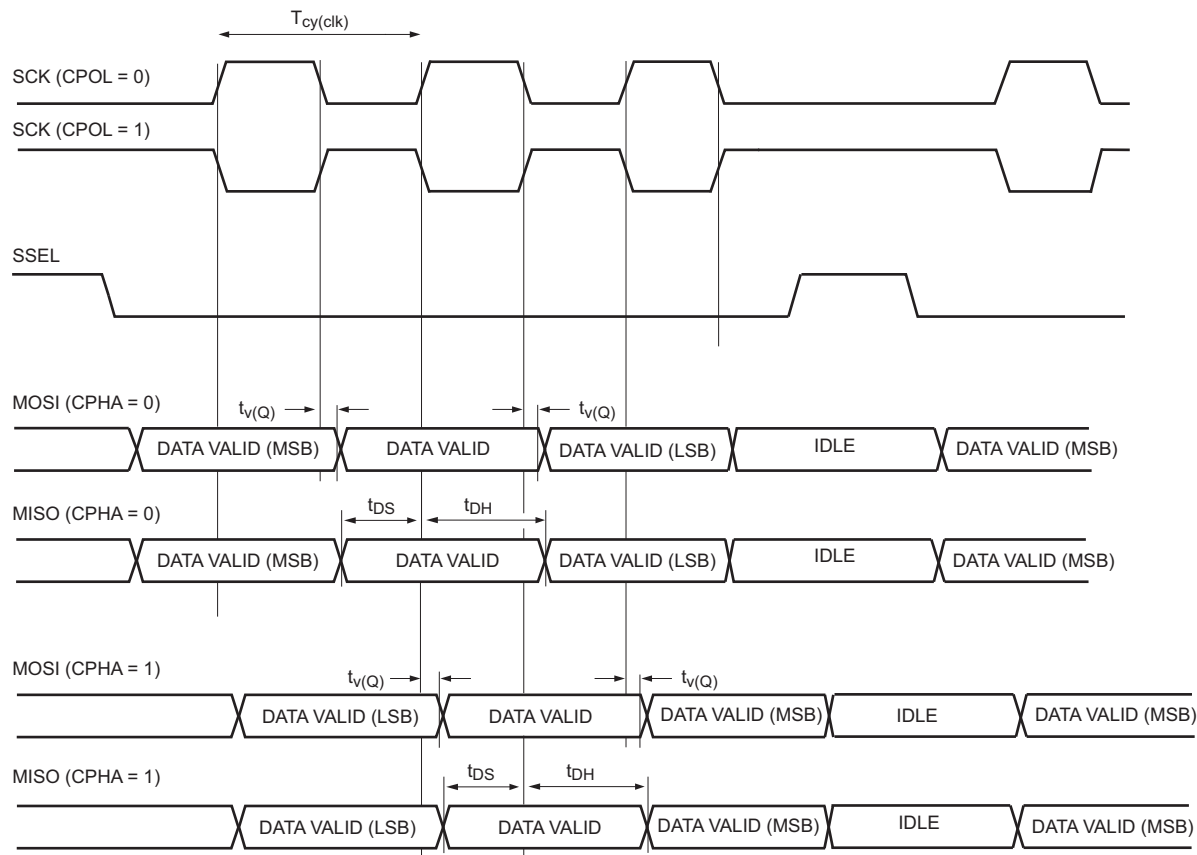 Tcy(clk)
SCK (CPOL = 0)
SCK (CPOL = 1)
SSEL
MOSI (CPHA = 0)
tv(Q) tv(Q)
DATA VALID (MSB) DATA VALID DATA VALID (LSB) IDLE DATA VALID (MSB)
tDS tDH
MISO (CPHA = 0)
DATA VALID (MSB) DATA VALID DATA VALID (LSB) IDLE DATA VALID (MSB)
MOSI (CPHA = 1)
tv(Q) tv(Q)
DATA VALID (LSB) DATA VALID DATA VALID (MSB) IDLE DATA VALID (MSB)
MISO (CPHA = 1)
tDS tDH
DATA VALID (LSB) DATA VALID DATA VALID (MSB) IDLE DATA VALID (MSB)